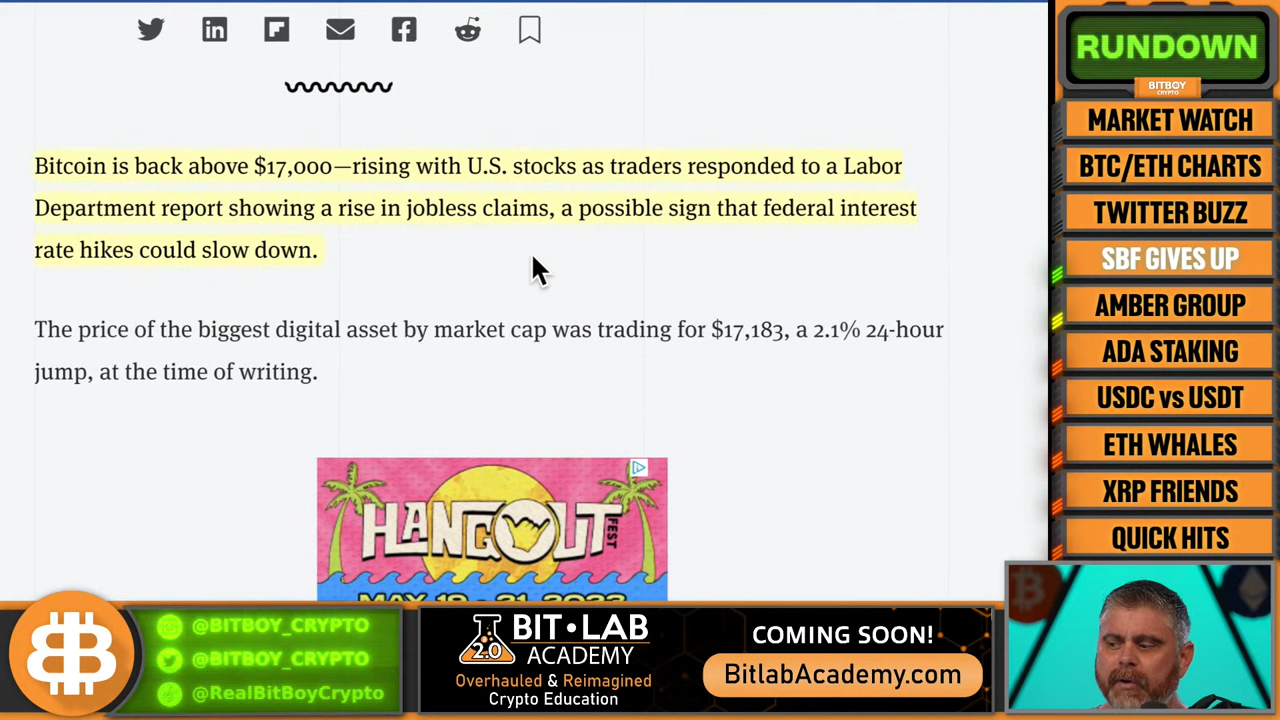 Bitcoin is back above $17,000—rising with U.S. stocks as traders responded to a Labor
Department report showing a rise in jobless claims, a possible sign that federal interest
rate hikes could slow down.
The price of the biggest digital asset by market cap was trading for $17,183, a 2.1% 24-hour
jump, at the time of writing.
HANGOUT
FEST
RUNDOWN
BITBOY
CRYPTO
MARKET WATCH
BTC/ETH CHARTS
TWITTER BUZZ
SBF GIVES UP
AMBER GROUP
ADA STAKING
USDC vs USDT
ETH WHALES
XRP FRIENDS
QUICK HITS
@BITBOY_CRYPTO
@BITBOY_CRYPTO
@RealBitBoyCrypto
2.0
BIT•LAB
ACADEMY
Overhauled & Reimagined
Crypto Education
COMING SOON!
BitlabAcademy.com